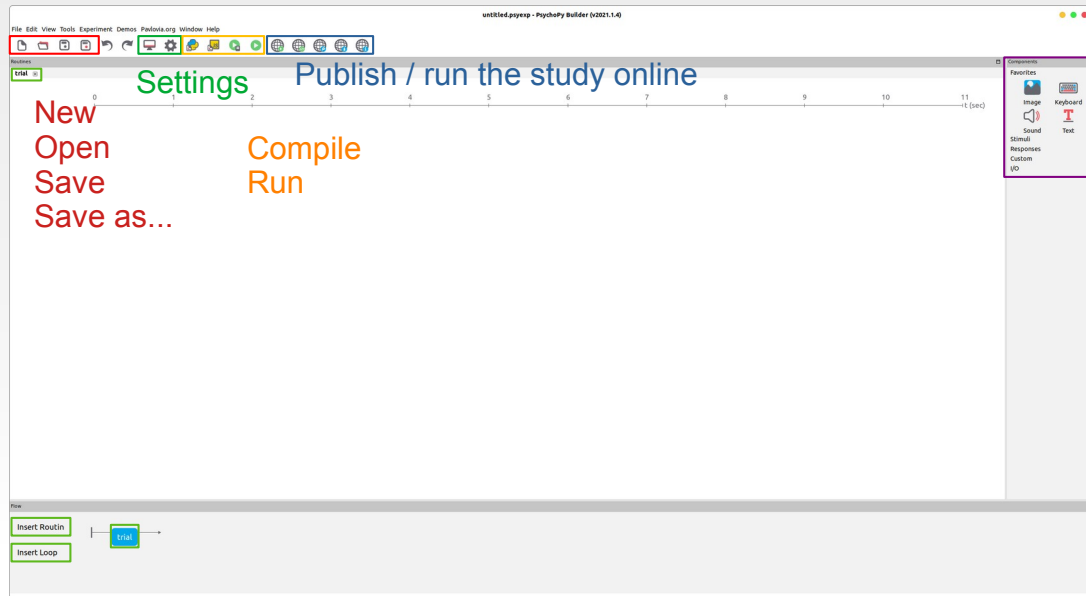 untitled.psyexp - PsychoPy Builder (v2021.1.4)
File Edit View Tools Experiment Demos Pavlovia.org Window Help
Routines
Components
trial
Settings
Publish / run the study online
Favorites
0 1 2 3 4 5 6 7 8 9 10 11
t (sec)
Image Keyboard
Sound Text
Stimuli
Responses
Custom
I/O
New
Open
Save
Save as...
Compile
Run
Flow
Insert Routin
trial
Insert Loop